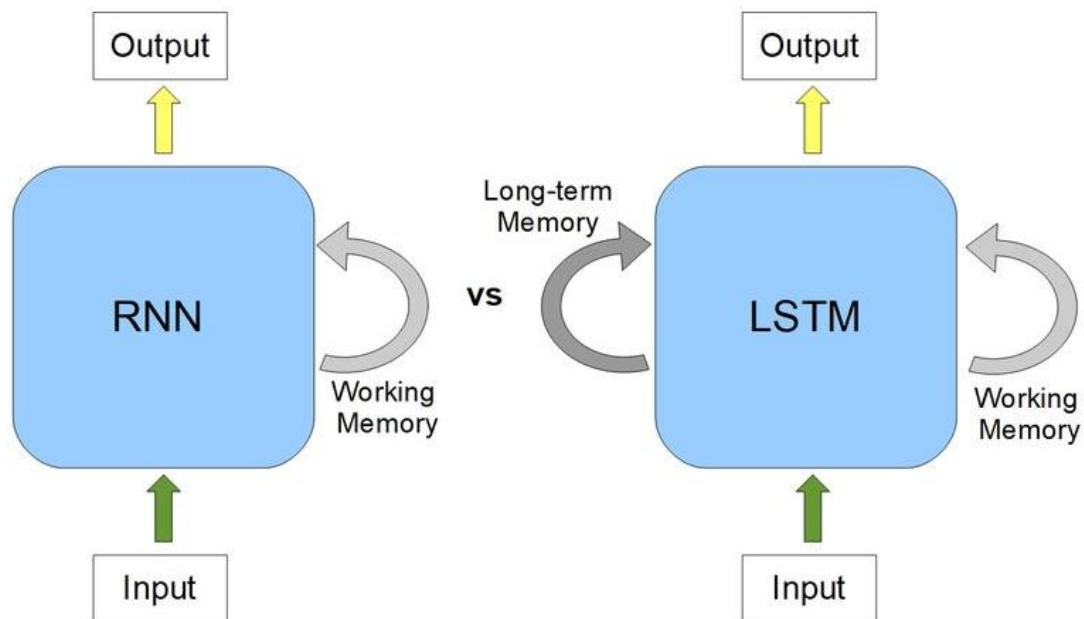 Output
RNN
Working
Memory
Input
vs
Output
Long-term
Memory
LSTM
Working
Memory
Input